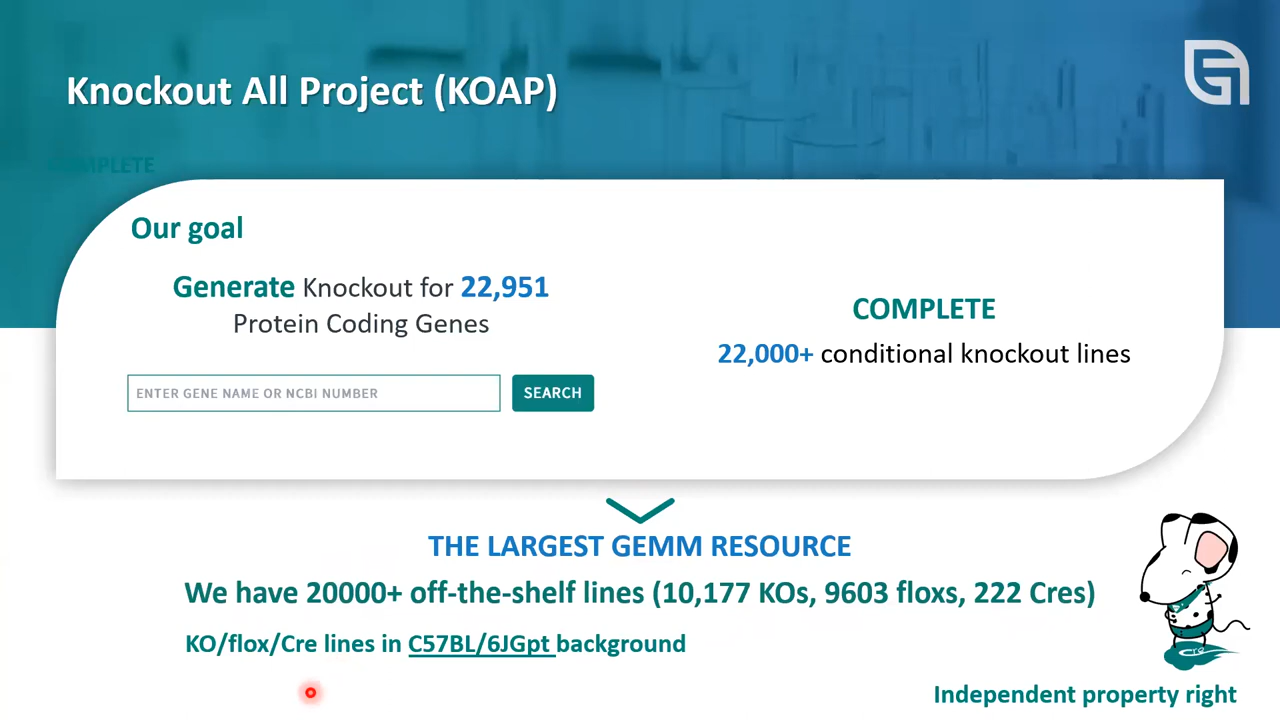 Knockout All Project (KOAP)
Our goal
Generate Knockout for 22,951
Protein Coding Genes
ENTER GENE NAME OR NCBI NUMBER
SEARCH
COMPLETE
22,000+ conditional knockout lines
THE LARGEST GEMM RESOURCE
We have 20000+ off-the-shelf lines (10,177 KOs, 9603 floxs, 222 Cres)
KO/flox/Cre lines in C57BL/6JGpt background
Cre
Independent property right